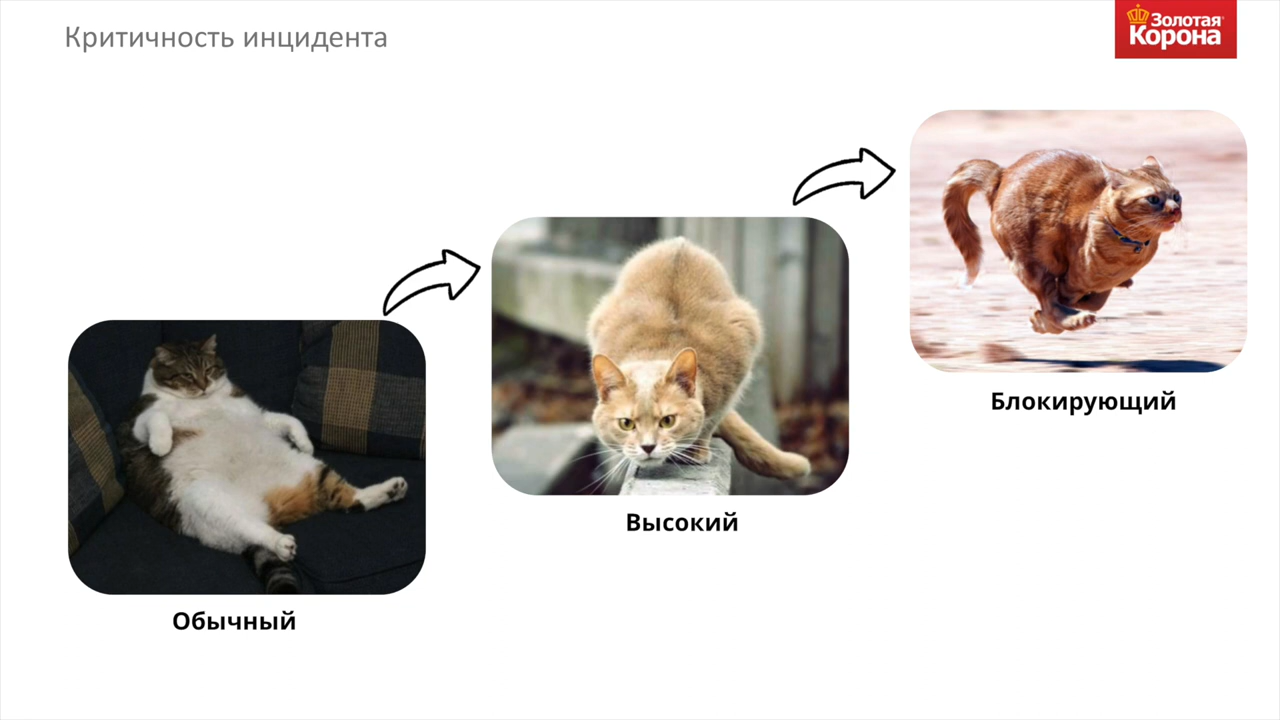 Критичность инцидента
Золотая
Корона
Блокирующий
Высокий
Обычный